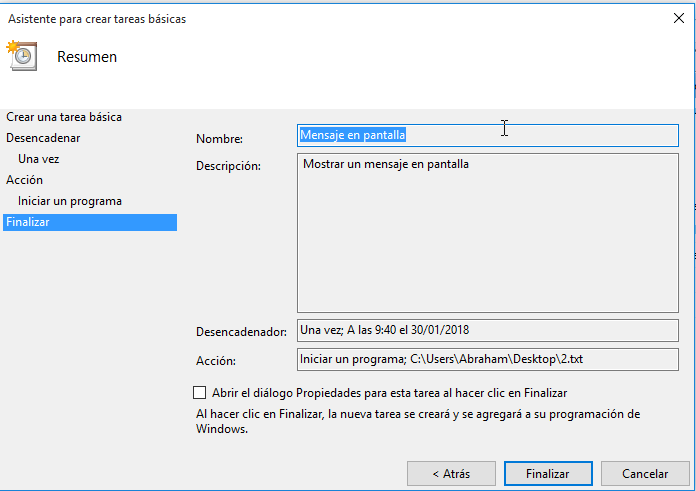 Asistente para crear tareas básicas
Resumen
Crear una tarea básica
Desencadenar
Una vez
Acción
Iniciar un programa
Finalizar
Nombre: Mensaje en pantalla
Descripción: Mostrar un mensaje en pantalla
Desencadenador: Una vez; A las 9:40 el 30/01/2018
Acción: Iniciar un programa; C:\Users\Abraham\Desktop\2.txt
Abrir el diálogo Propiedades para esta tarea al hacer clic en Finalizar
Al hacer clic en Finalizar, la nueva tarea se creará y se agregará a su programación de
Windows.
< Atrás Finalizar Cancelar